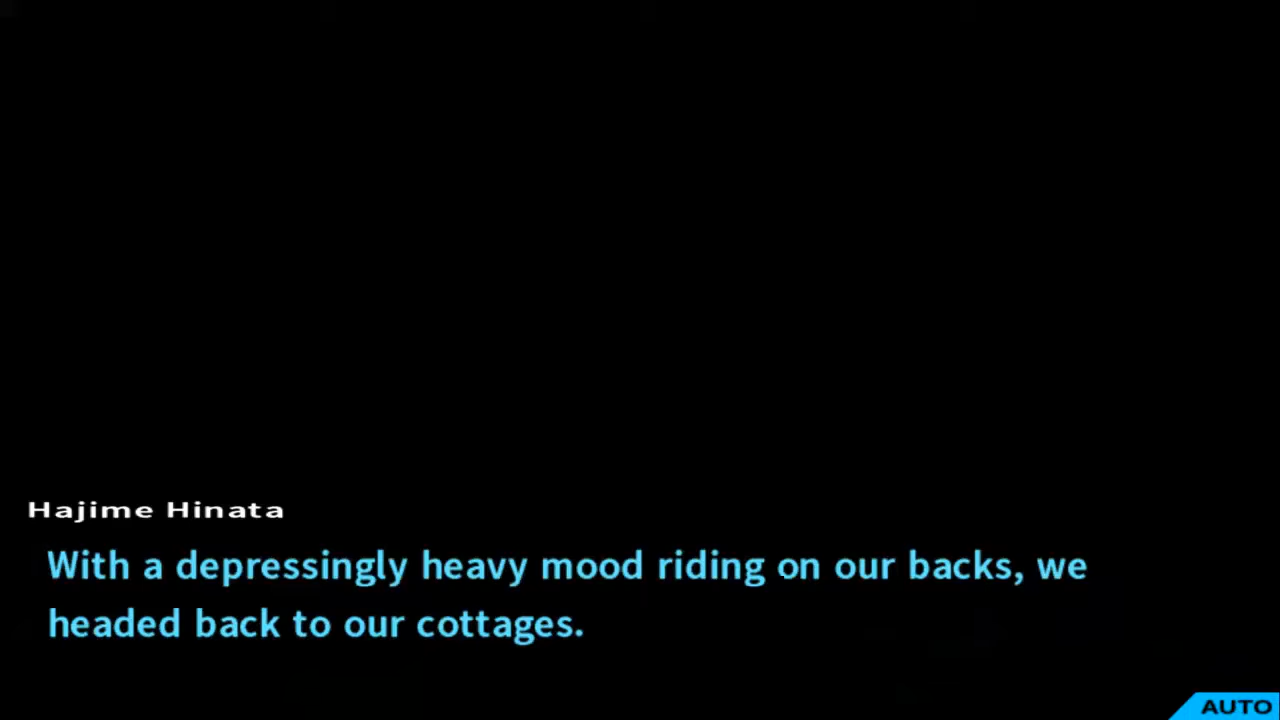 Hajime Hinata
With a depressingly heavy mood riding on our backs, we
headed back to our cottages.
AUTO